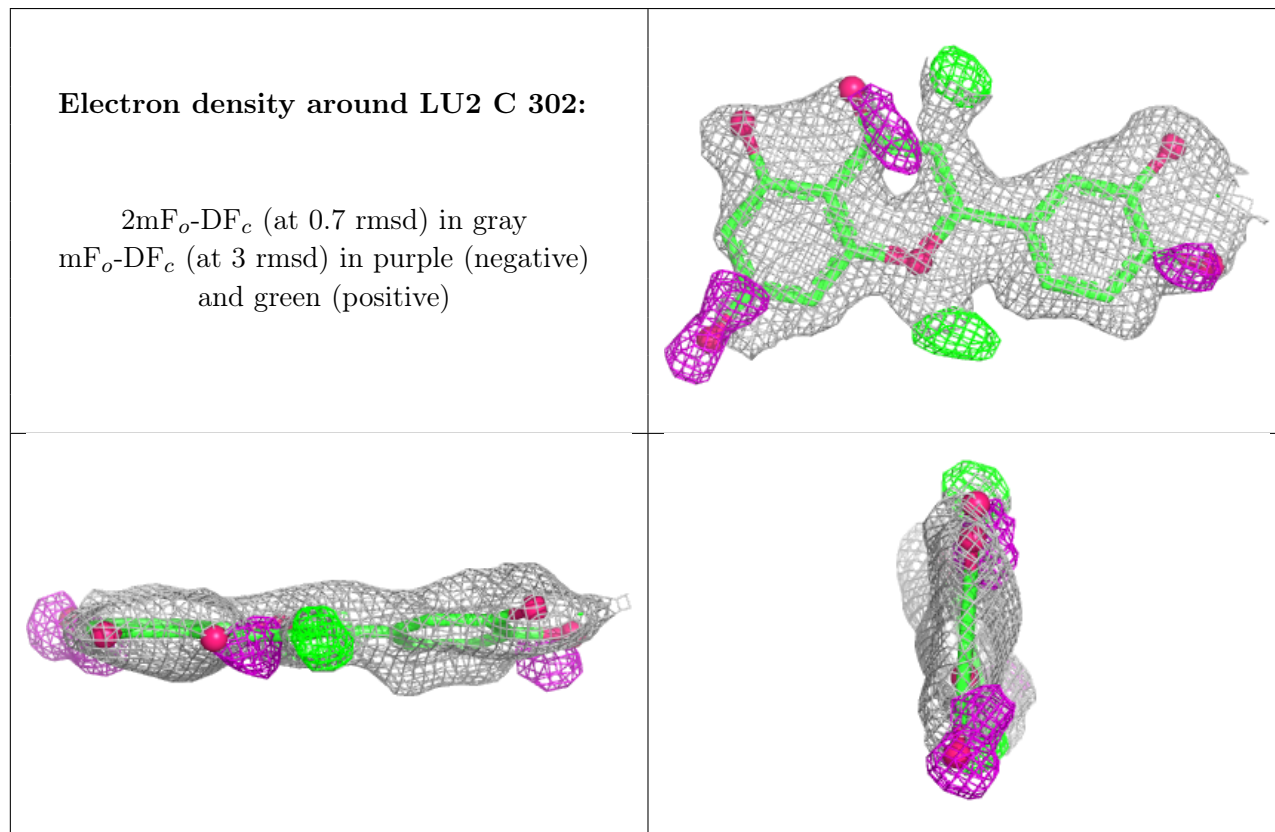 Electron density around LU2 C 302:
2mFo-DFc (at 0.7 rmsd) in gray
mFo-DFc (at 3 rmsd) in purple (negative)
and green (positive)